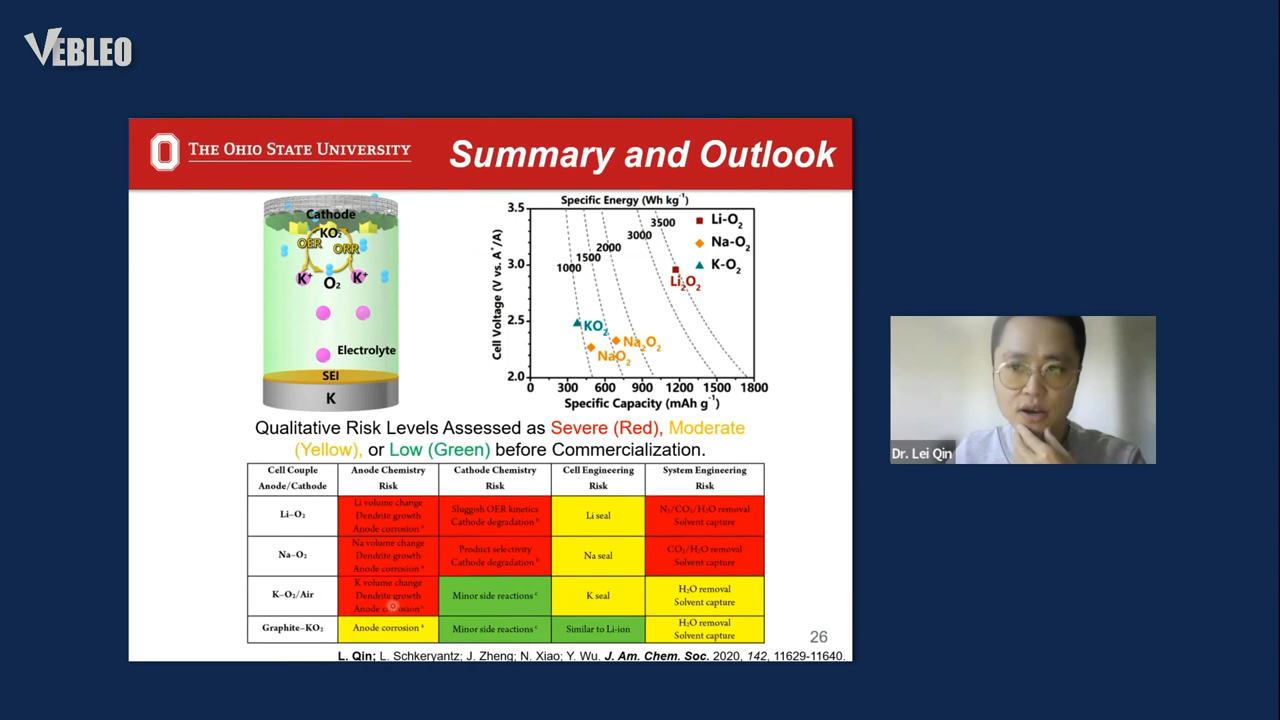 VEBLEO
THE OHIO STATE UNIVERSITY
Summary and Outlook
Cathode
KO₂
OER
ORR
K⁺
O₂
K⁺
Electrolyte
SEI
K
Specific Energy (Wh kg⁻¹)
3.5
3.0
2.5
2.0
Cell Voltage (V vs. A⁺/A)
1000
1500
2000
3000
3500
Li-O₂
Na-O₂
K-O₂
Li₂O₂
KO₂
Na₂O₂
NaO₂
0 300 600 900 1200 1500 1800
Specific Capacity (mAh g⁻¹)
Qualitative Risk Levels Assessed as Severe (Red), Moderate
(Yellow), or Low (Green) before Commercialization.
Cell Couple Anode Chemistry Cathode Chemistry Cell Engineering System Engineering
Anode/Cathode Risk Risk Risk Risk
Li–O₂
Li volume change
Dendrite growth
Anode corrosion ᵃ
Sluggish OER kinetics
Cathode degradation ᵇ
Li seal
N₂/CO₂/H₂O removal
Solvent capture
Na–O₂
Na volume change
Dendrite growth
Anode corrosion ᵃ
Product selectivity
Cathode degradation ᵇ
Na seal
CO₂/H₂O removal
Solvent capture
K–O₂/Air
K volume change
Dendrite growth
Anode corrosion ᵃ
Minor side reactions ᶜ
K seal
H₂O removal
Solvent capture
Graphite–KO₂
Anode corrosion ᵃ
Minor side reactions ᶜ
Similar to Li-ion
H₂O removal
Solvent capture
26
L. Qin; L. Schkeryantz; J. Zheng; N. Xiao; Y. Wu. J. Am. Chem. Soc. 2020, 142, 11629-11640.
Dr. Lei Qin